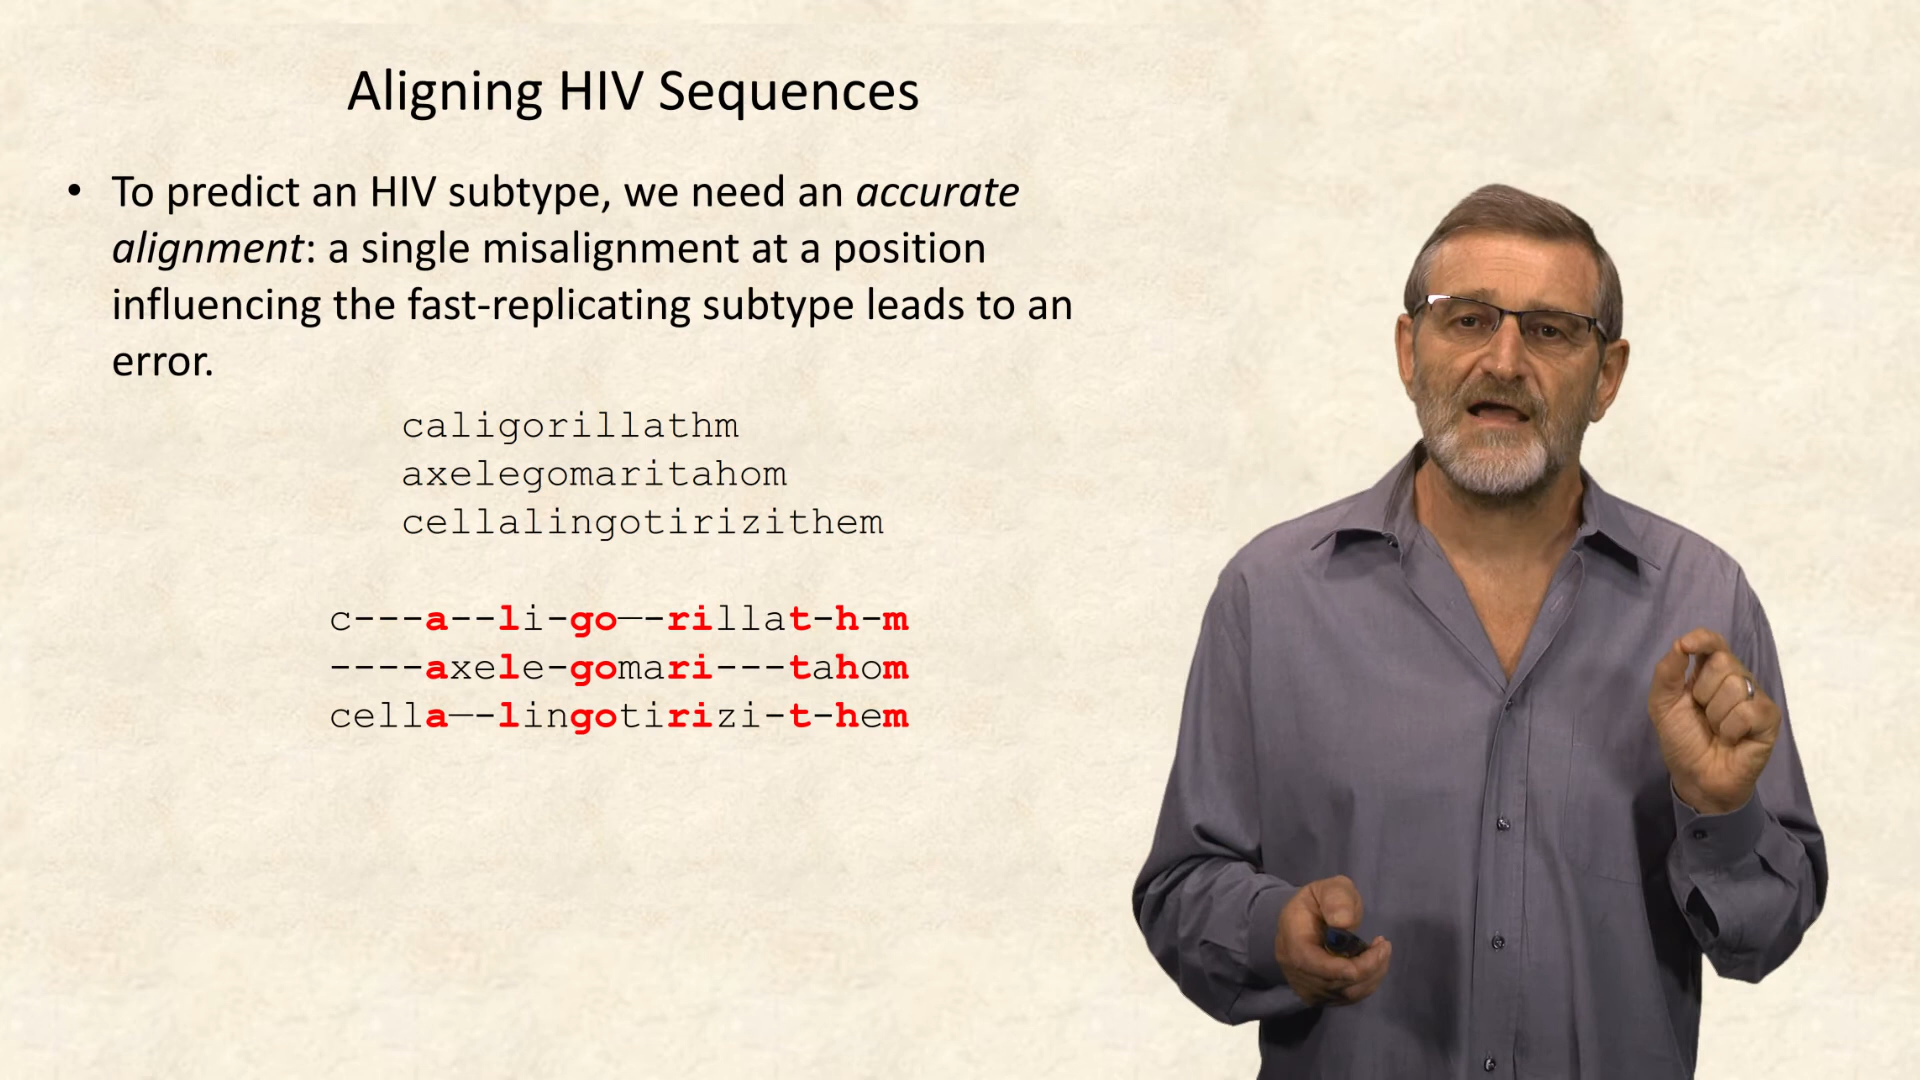 Aligning HIV Sequences
• To predict an HIV subtype, we need an accurate
alignment: a single misalignment at a position
influencing the fast-replicating subtype leads to an
error.
caligorillathm
axelegomaritahom
cellalingotirizithem
c---a--li-go—-rillat-h-m
----axele-gomari---tahom
cella—-lingotirizi-t-hem